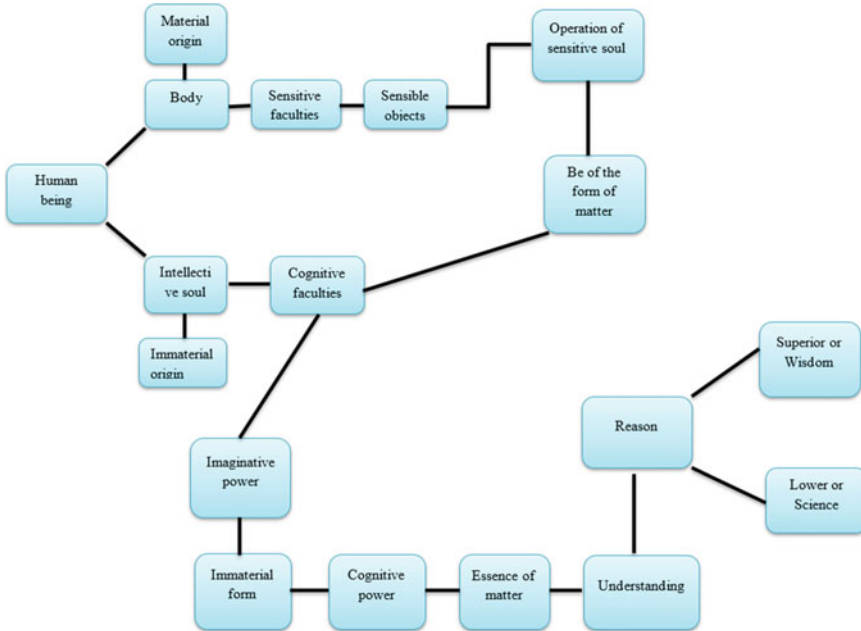 Material
origin
Operation of
sensitive soul
Body
Sensitive
faculties
Sensible
objects
Human
being
Be of the
form of
matter
Intellecti
ve soul
Cognitive
faculties
Immaterial
origin
Superior or
Wisdom
Reason
Imaginative
power
Lower or
Science
Immaterial
form
Cognitive
power
Essence of
matter
Understanding